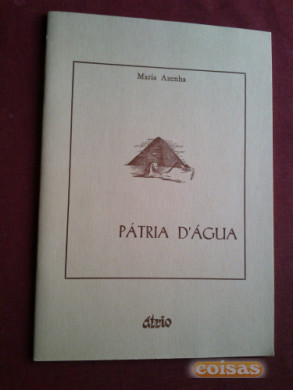 Maria Azenha
PÁTRIA D'ÁGUA
átrio
coisas